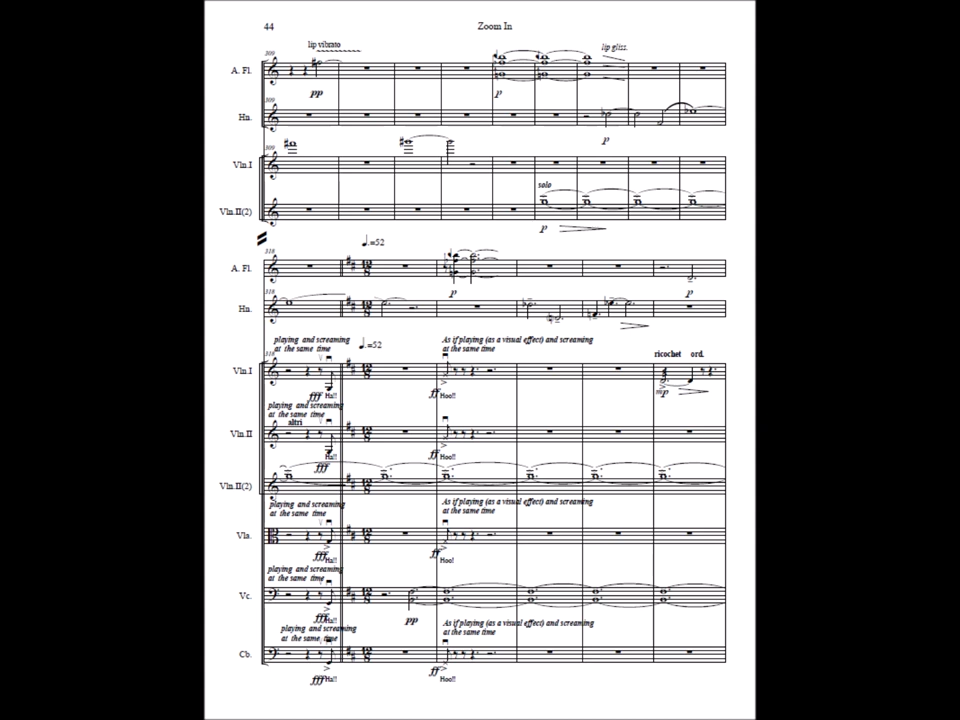 44
Zoom In
lip vibrato
309
lip gliss.
A. Fl.
pp
p
309
Hn.
p
309
Vln.I
solo
Vln.II(2)
p
♩.=52
318
A. Fl.
p
p
318
Hn.
playing and screaming
at the same time
♩.=52
As if playing (as a visual effect) and screaming
at the same time
318
ricochet ord.
Vln.I
fff Ha!!
ff Hoo!!
mp
playing and screaming
at the same time
altri
Vln.II
Ha!!
fff
ff Hoo!!
Vln.II(2)
playing and screaming
at the same time
As if playing (as a visual effect) and screaming
at the same time
Vla.
fff Ha!!
ff Hoo!
playing and screaming
at the same time
Vc.
fff Ha!!
pp
playing and screaming
at the same time
As if playing (as a visual effect) and screaming
at the same time
Cb.
fff Ha!!
ff Hoo!!